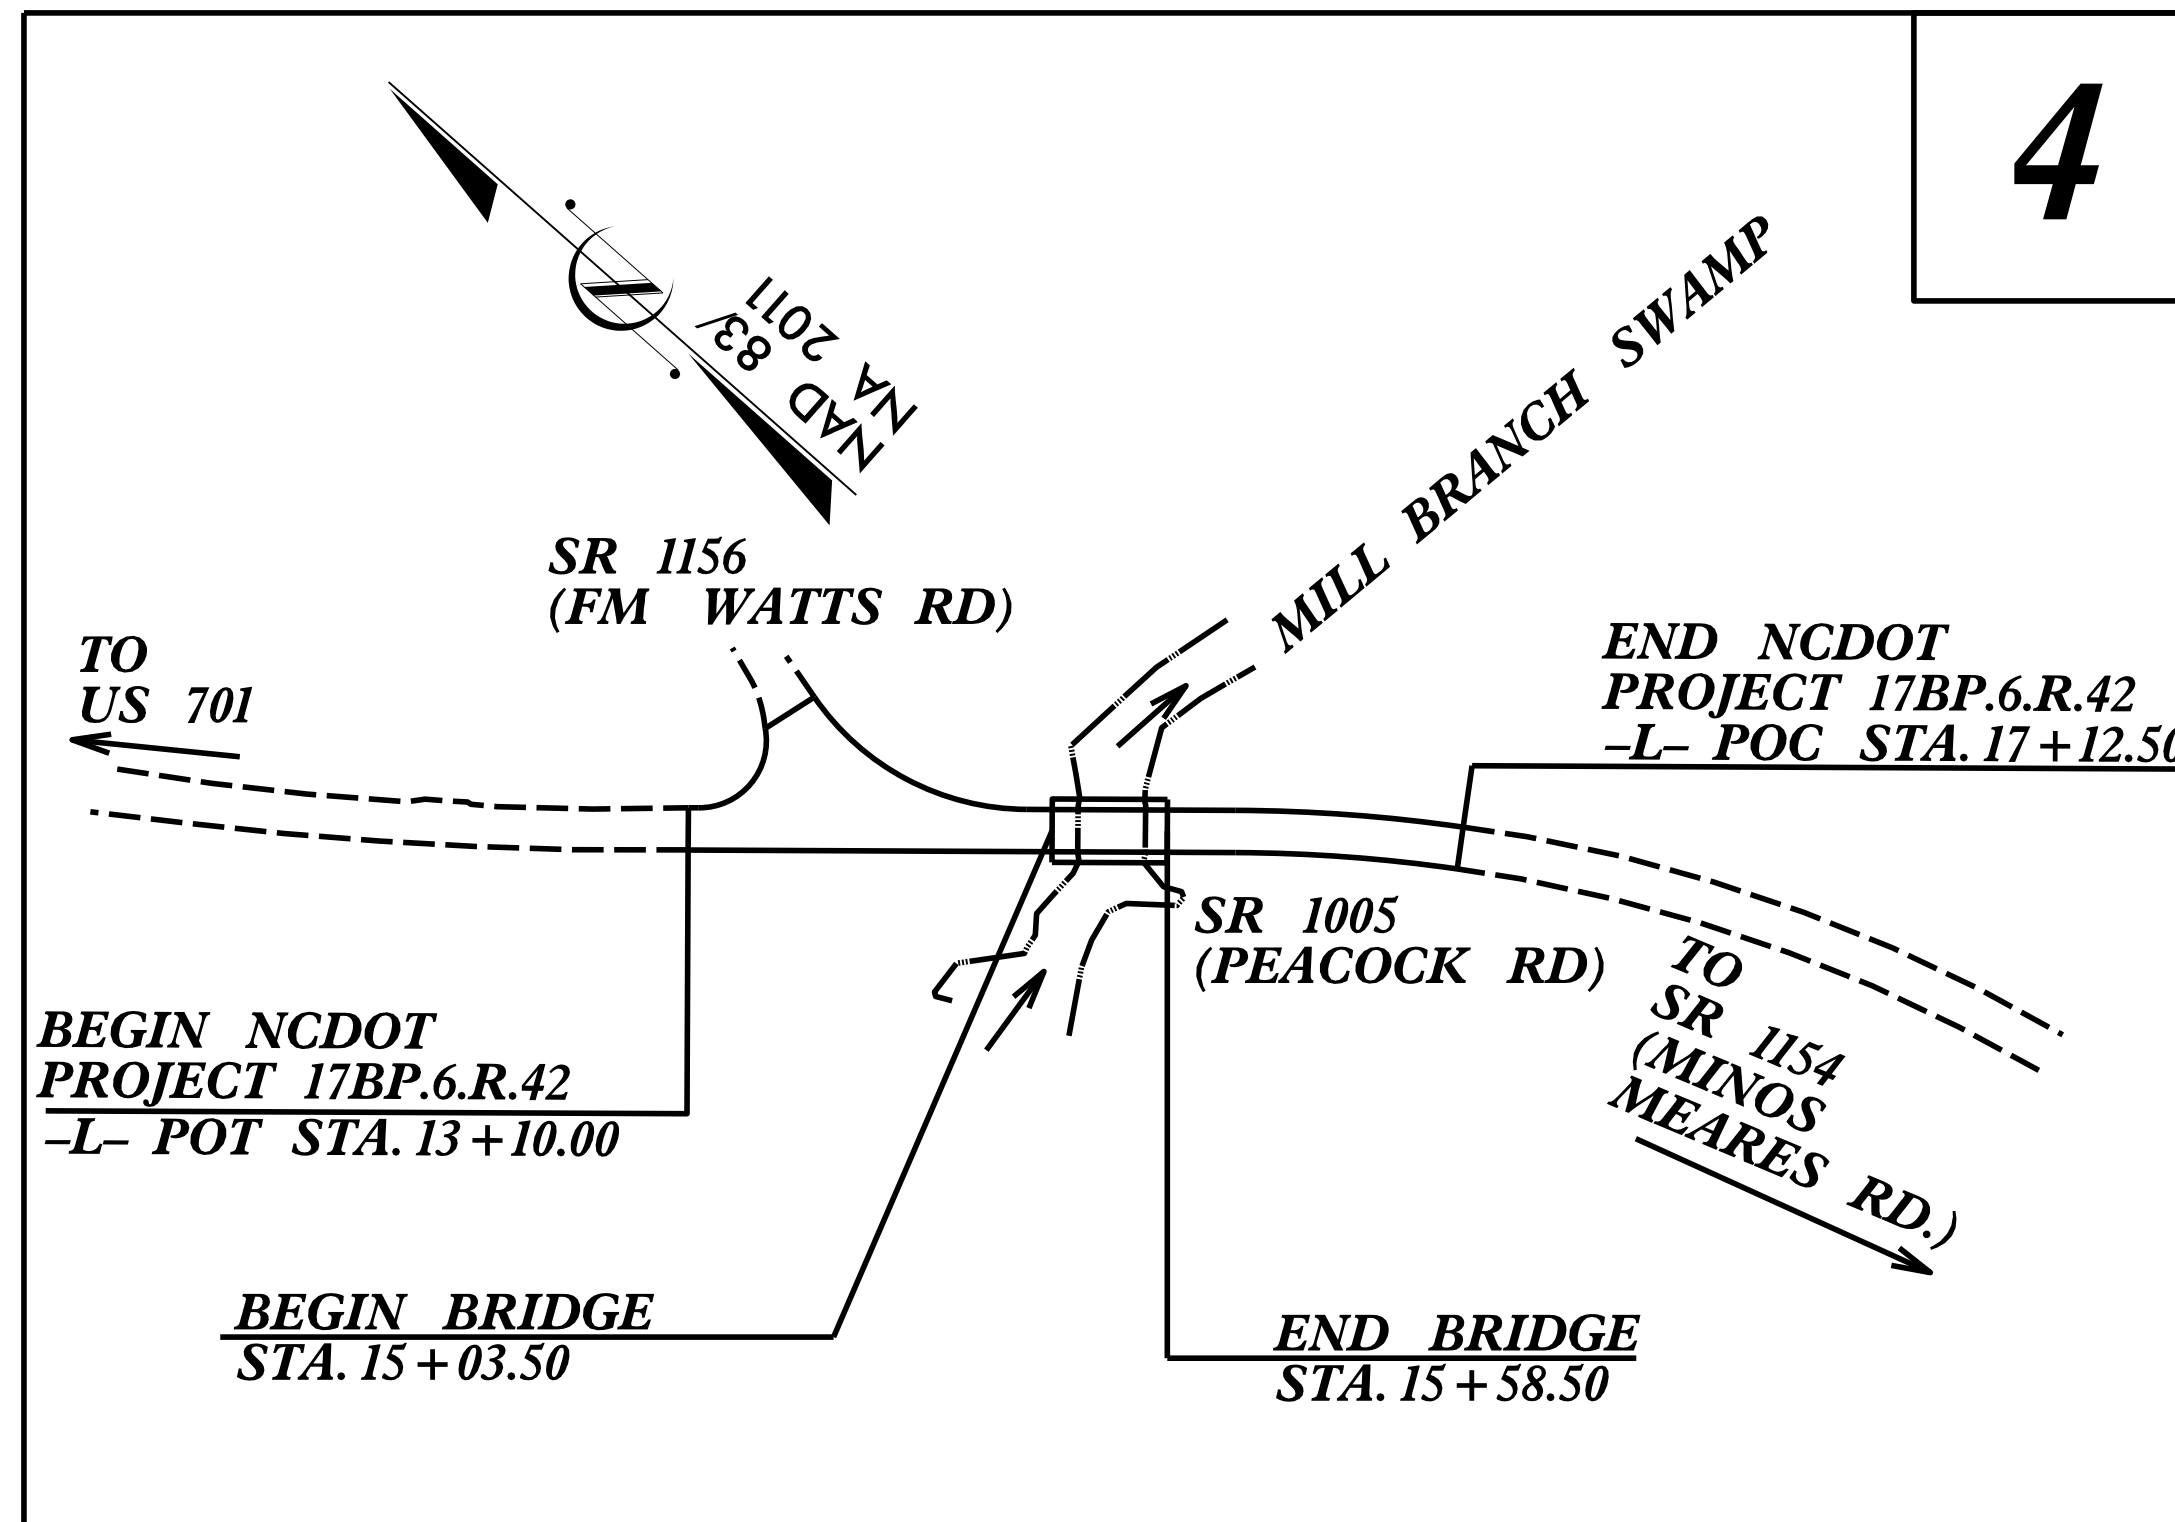 4
NAD 83/
NA 2011
MILL BRANCH SWAMP
SR 1156
(FM WATTS RD)
TO
US 701
END NCDOT
PROJECT 17BP.6.R.42
–L– POC STA. 17+12.50
SR 1005
(PEACOCK RD)
TO
SR 1154
(MINOS
MEARES RD.)
BEGIN NCDOT
PROJECT 17BP.6.R.42
–L– POT STA. 13+10.00
BEGIN BRIDGE
STA. 15+03.50
END BRIDGE
STA. 15+58.50